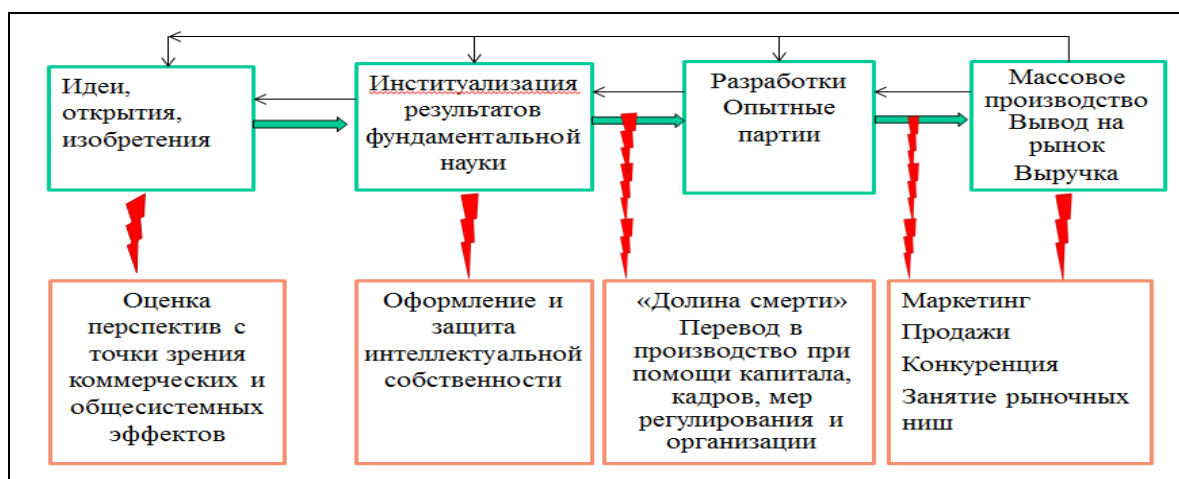 Идеи,
открытия,
изобретения
Институализация
результатов
фундаментальной
науки
Разработки
Опытные
партии
Массовое
производство
Вывод на
рынок
Выручка
Оценка
перспектив с
точки зрения
коммерческих и
общесистемных
эффектов
Оформление и
защита
интеллектуальной
собственности
«Долина смерти»
Перевод в
производство при
помощи капитала,
кадров, мер
регулирования и
организации
Маркетинг
Продажи
Конкуренция
Занятие рыночных
ниш